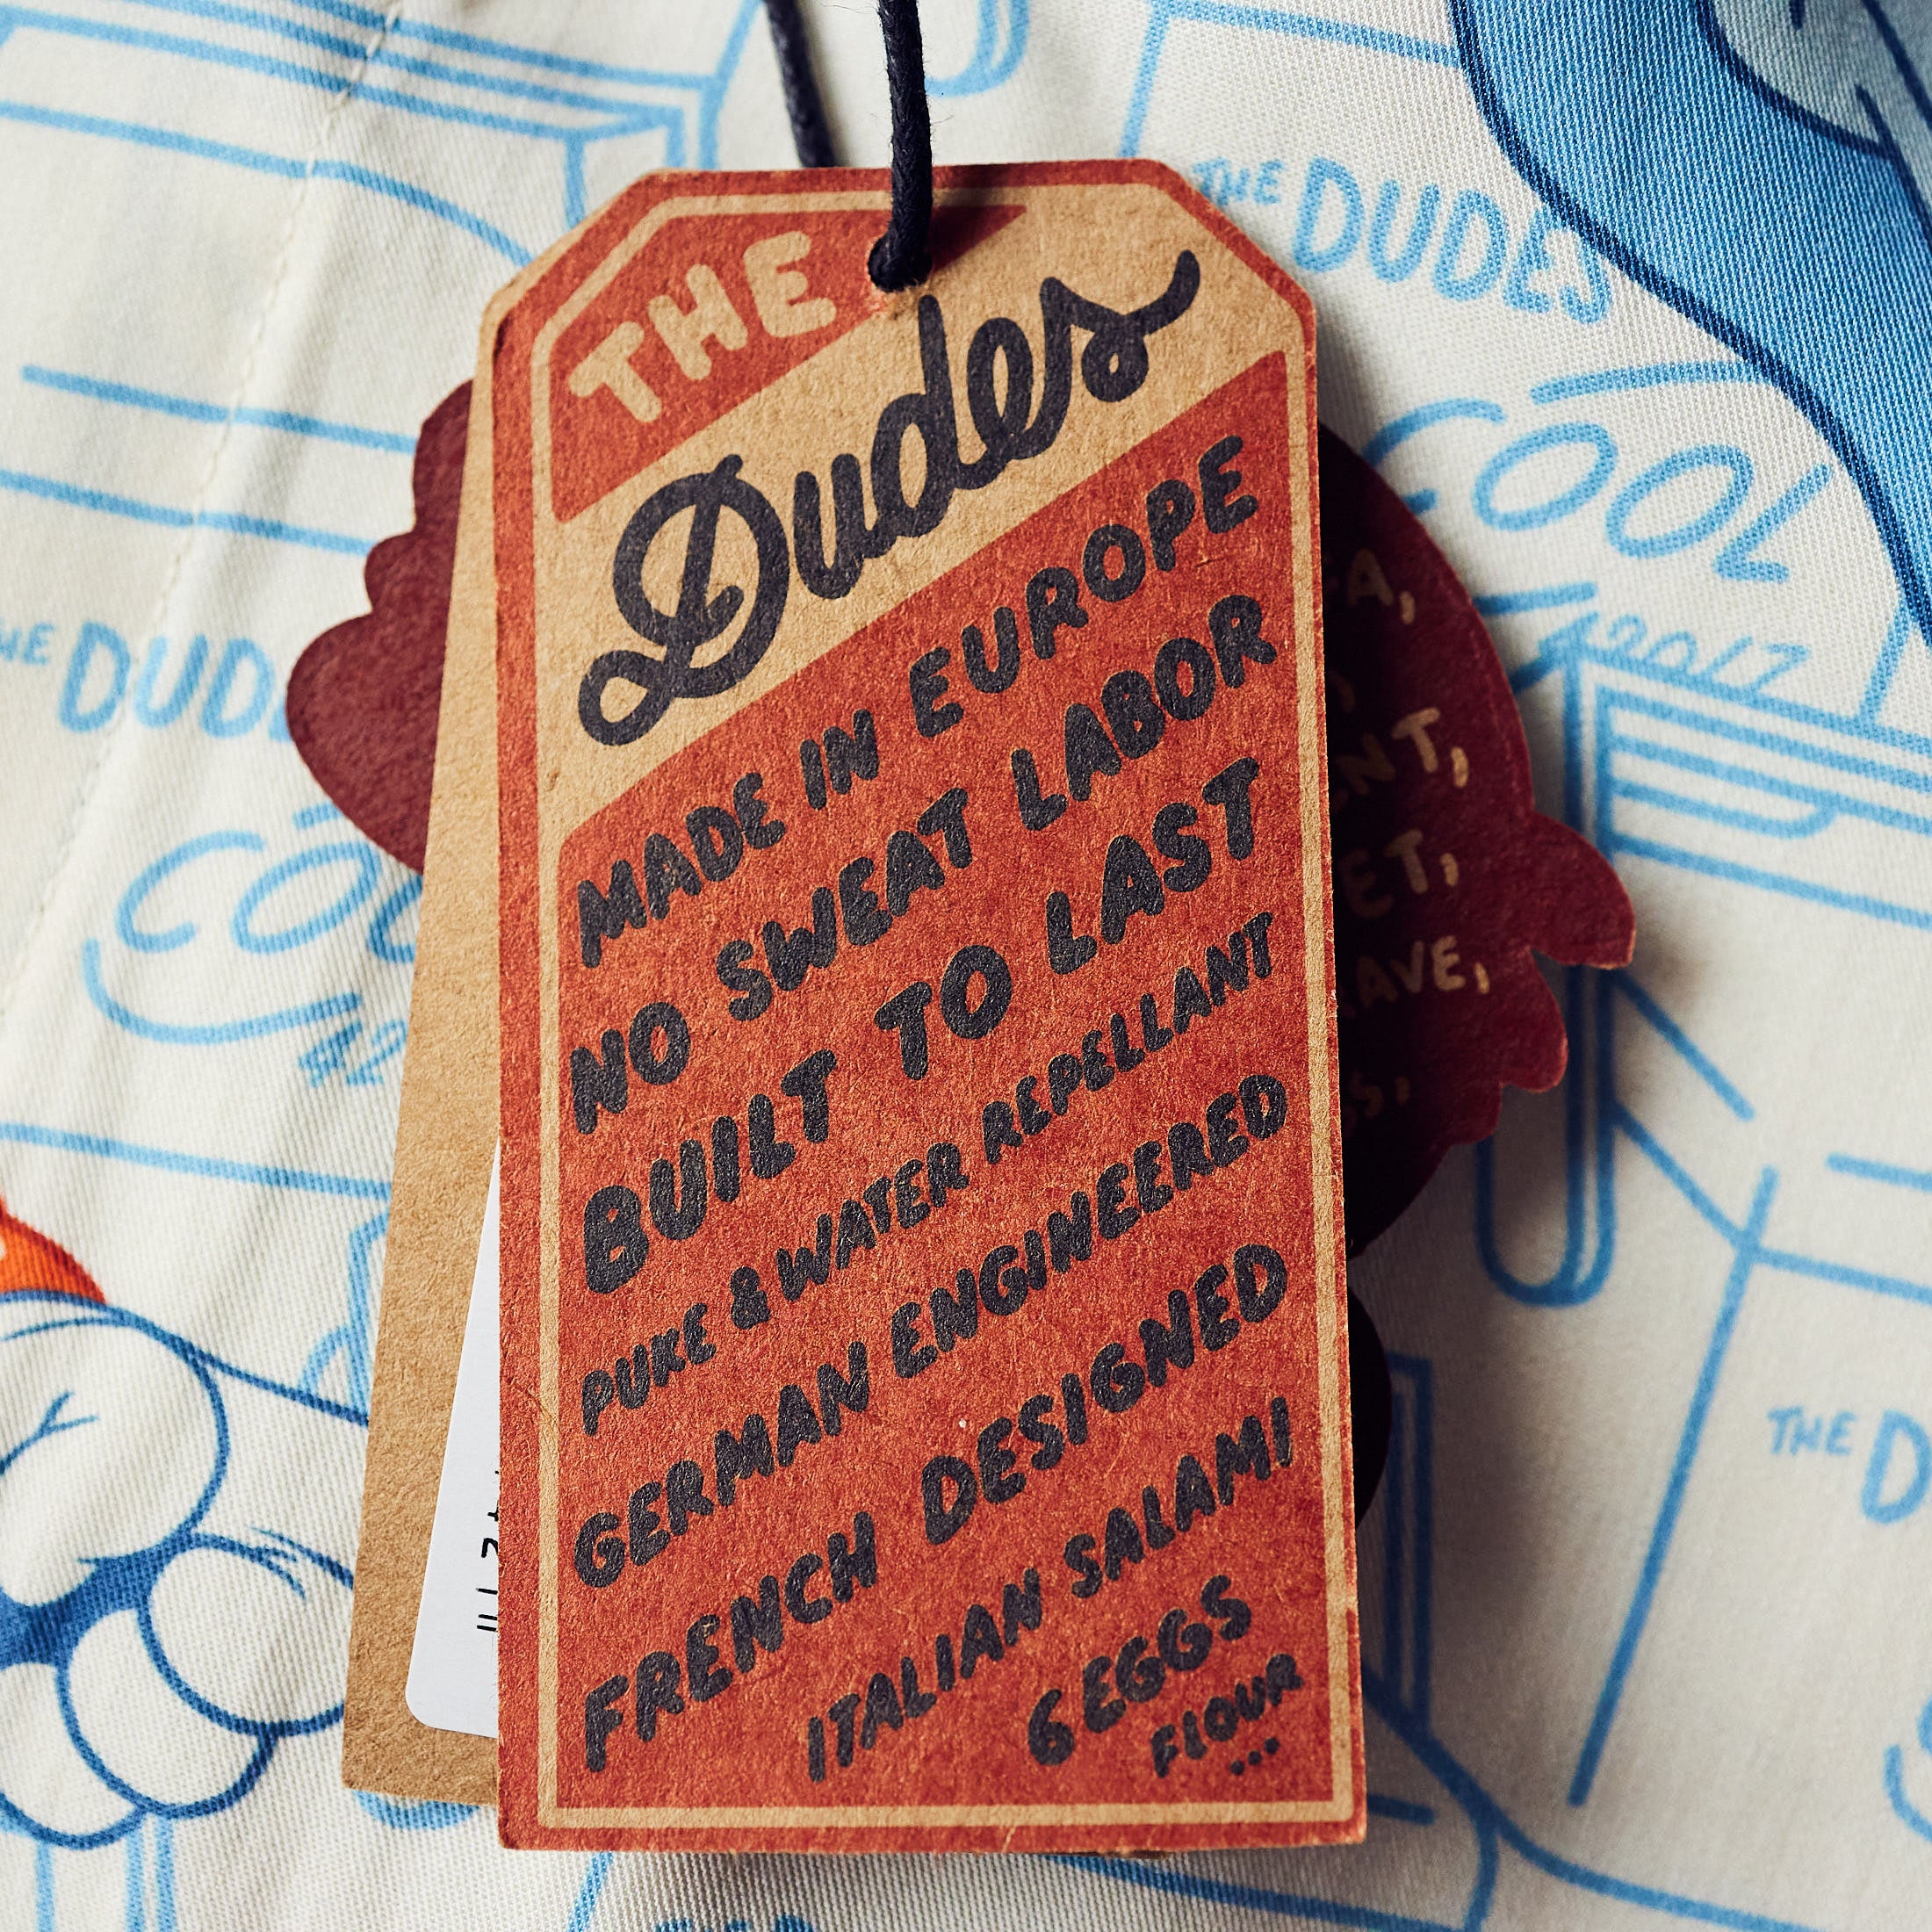 THE
Dudes
MADE IN EUROPE
NO SWEAT LABOR
BUILT TO LAST
PUKE & WATER REPELLANT
GERMAN ENGINEERED
FRENCH DESIGNED
ITALIAN SALAMI
6 EGGS
FLOUR
...
THE DUDES
COOL
2017
THE DUDES
THE